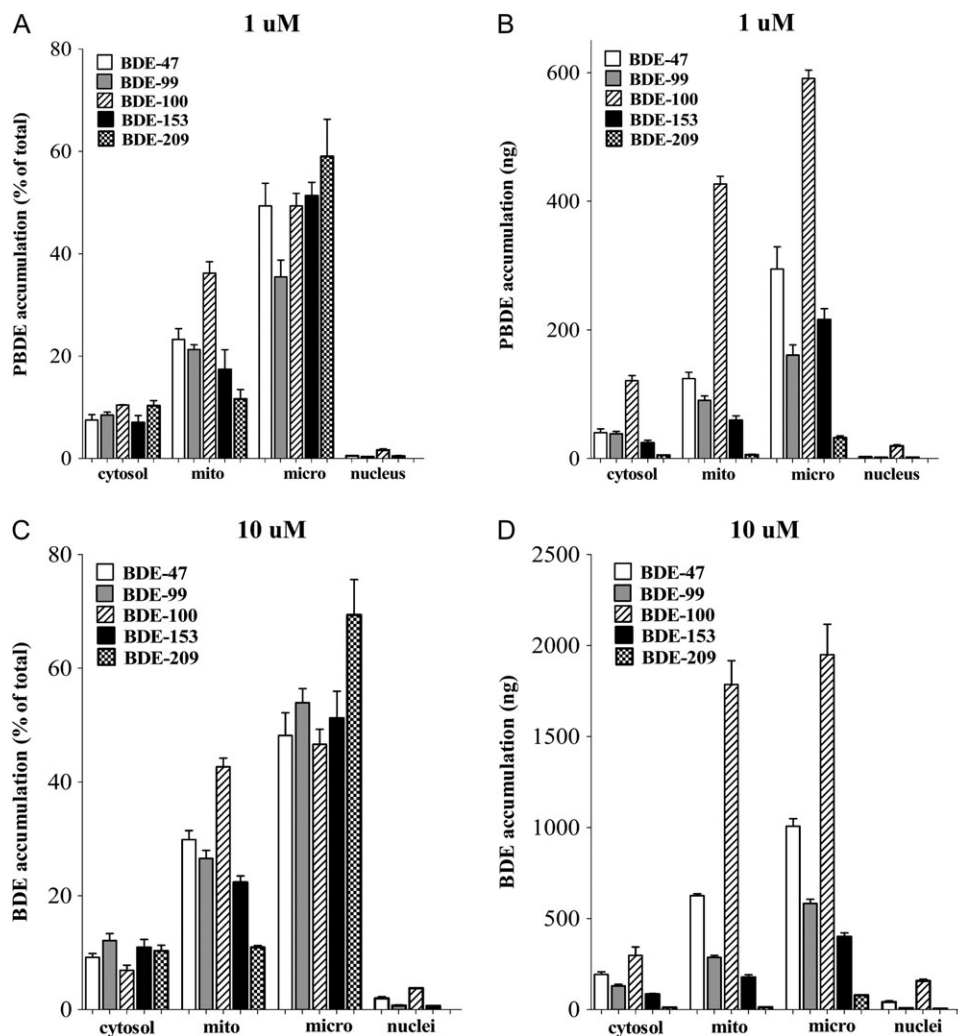 A
1 uM
80
60
40
20
0
PBDE accumulation (% of total)
BDE-47
BDE-99
BDE-100
BDE-153
BDE-209
cytosol mito micro nucleus
B
1 uM
600
400
200
0
PBDE accumulation (ng)
BDE-47
BDE-99
BDE-100
BDE-153
BDE-209
cytosol mito micro nucleus
C
10 uM
80
60
40
20
0
BDE accumulation (% of total)
BDE-47
BDE-99
BDE-100
BDE-153
BDE-209
cytosol mito micro nuclei
D
10 uM
2500
2000
1500
1000
500
0
BDE accumulation (ng)
BDE-47
BDE-99
BDE-100
BDE-153
BDE-209
cytosol mito micro nuclei